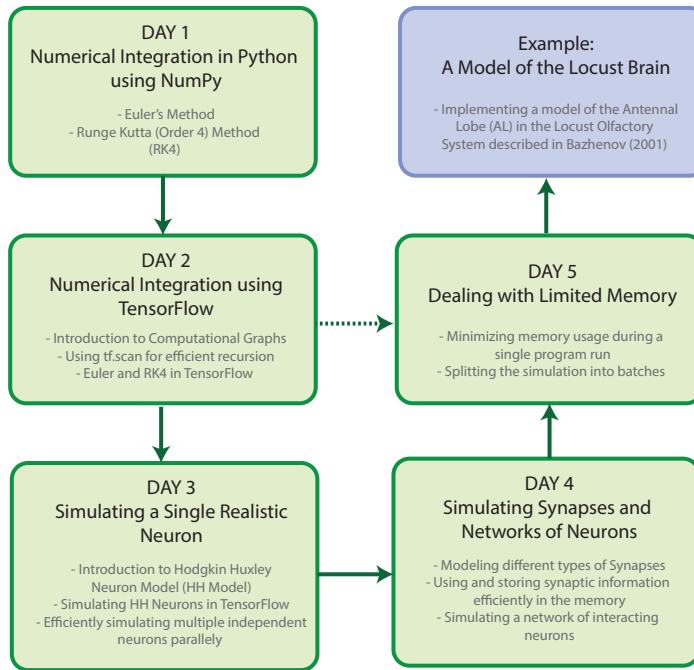 DAY 1
Numerical Integration in Python
using NumPy
- Euler's Method
- Runge Kutta (Order 4) Method
(RK4)
DAY 2
Numerical Integration using
TensorFlow
- Introduction to Computational Graphs
- Using tf.scan for efficient recursion
- Euler and RK4 in TensorFlow
DAY 3
Simulating a Single Realistic
Neuron
- Introduction to Hodgkin Huxley
Neuron Model (HH Model)
- Simulating HH Neurons in TensorFlow
- Efficiently simulating multiple independent
neurons parallely
DAY 4
Simulating Synapses and
Networks of Neurons
- Modeling different types of Synapses
- Using and storing synaptic information
efficiently in the memory
- Simulating a network of interacting
neurons
DAY 5
Dealing with Limited Memory
- Minimizing memory usage during a
single program run
- Splitting the simulation into batches
Example:
A Model of the Locust Brain
- Implementing a model of the Antennal
Lobe (AL) in the Locust Olfactory
System described in Bazhenov (2001)